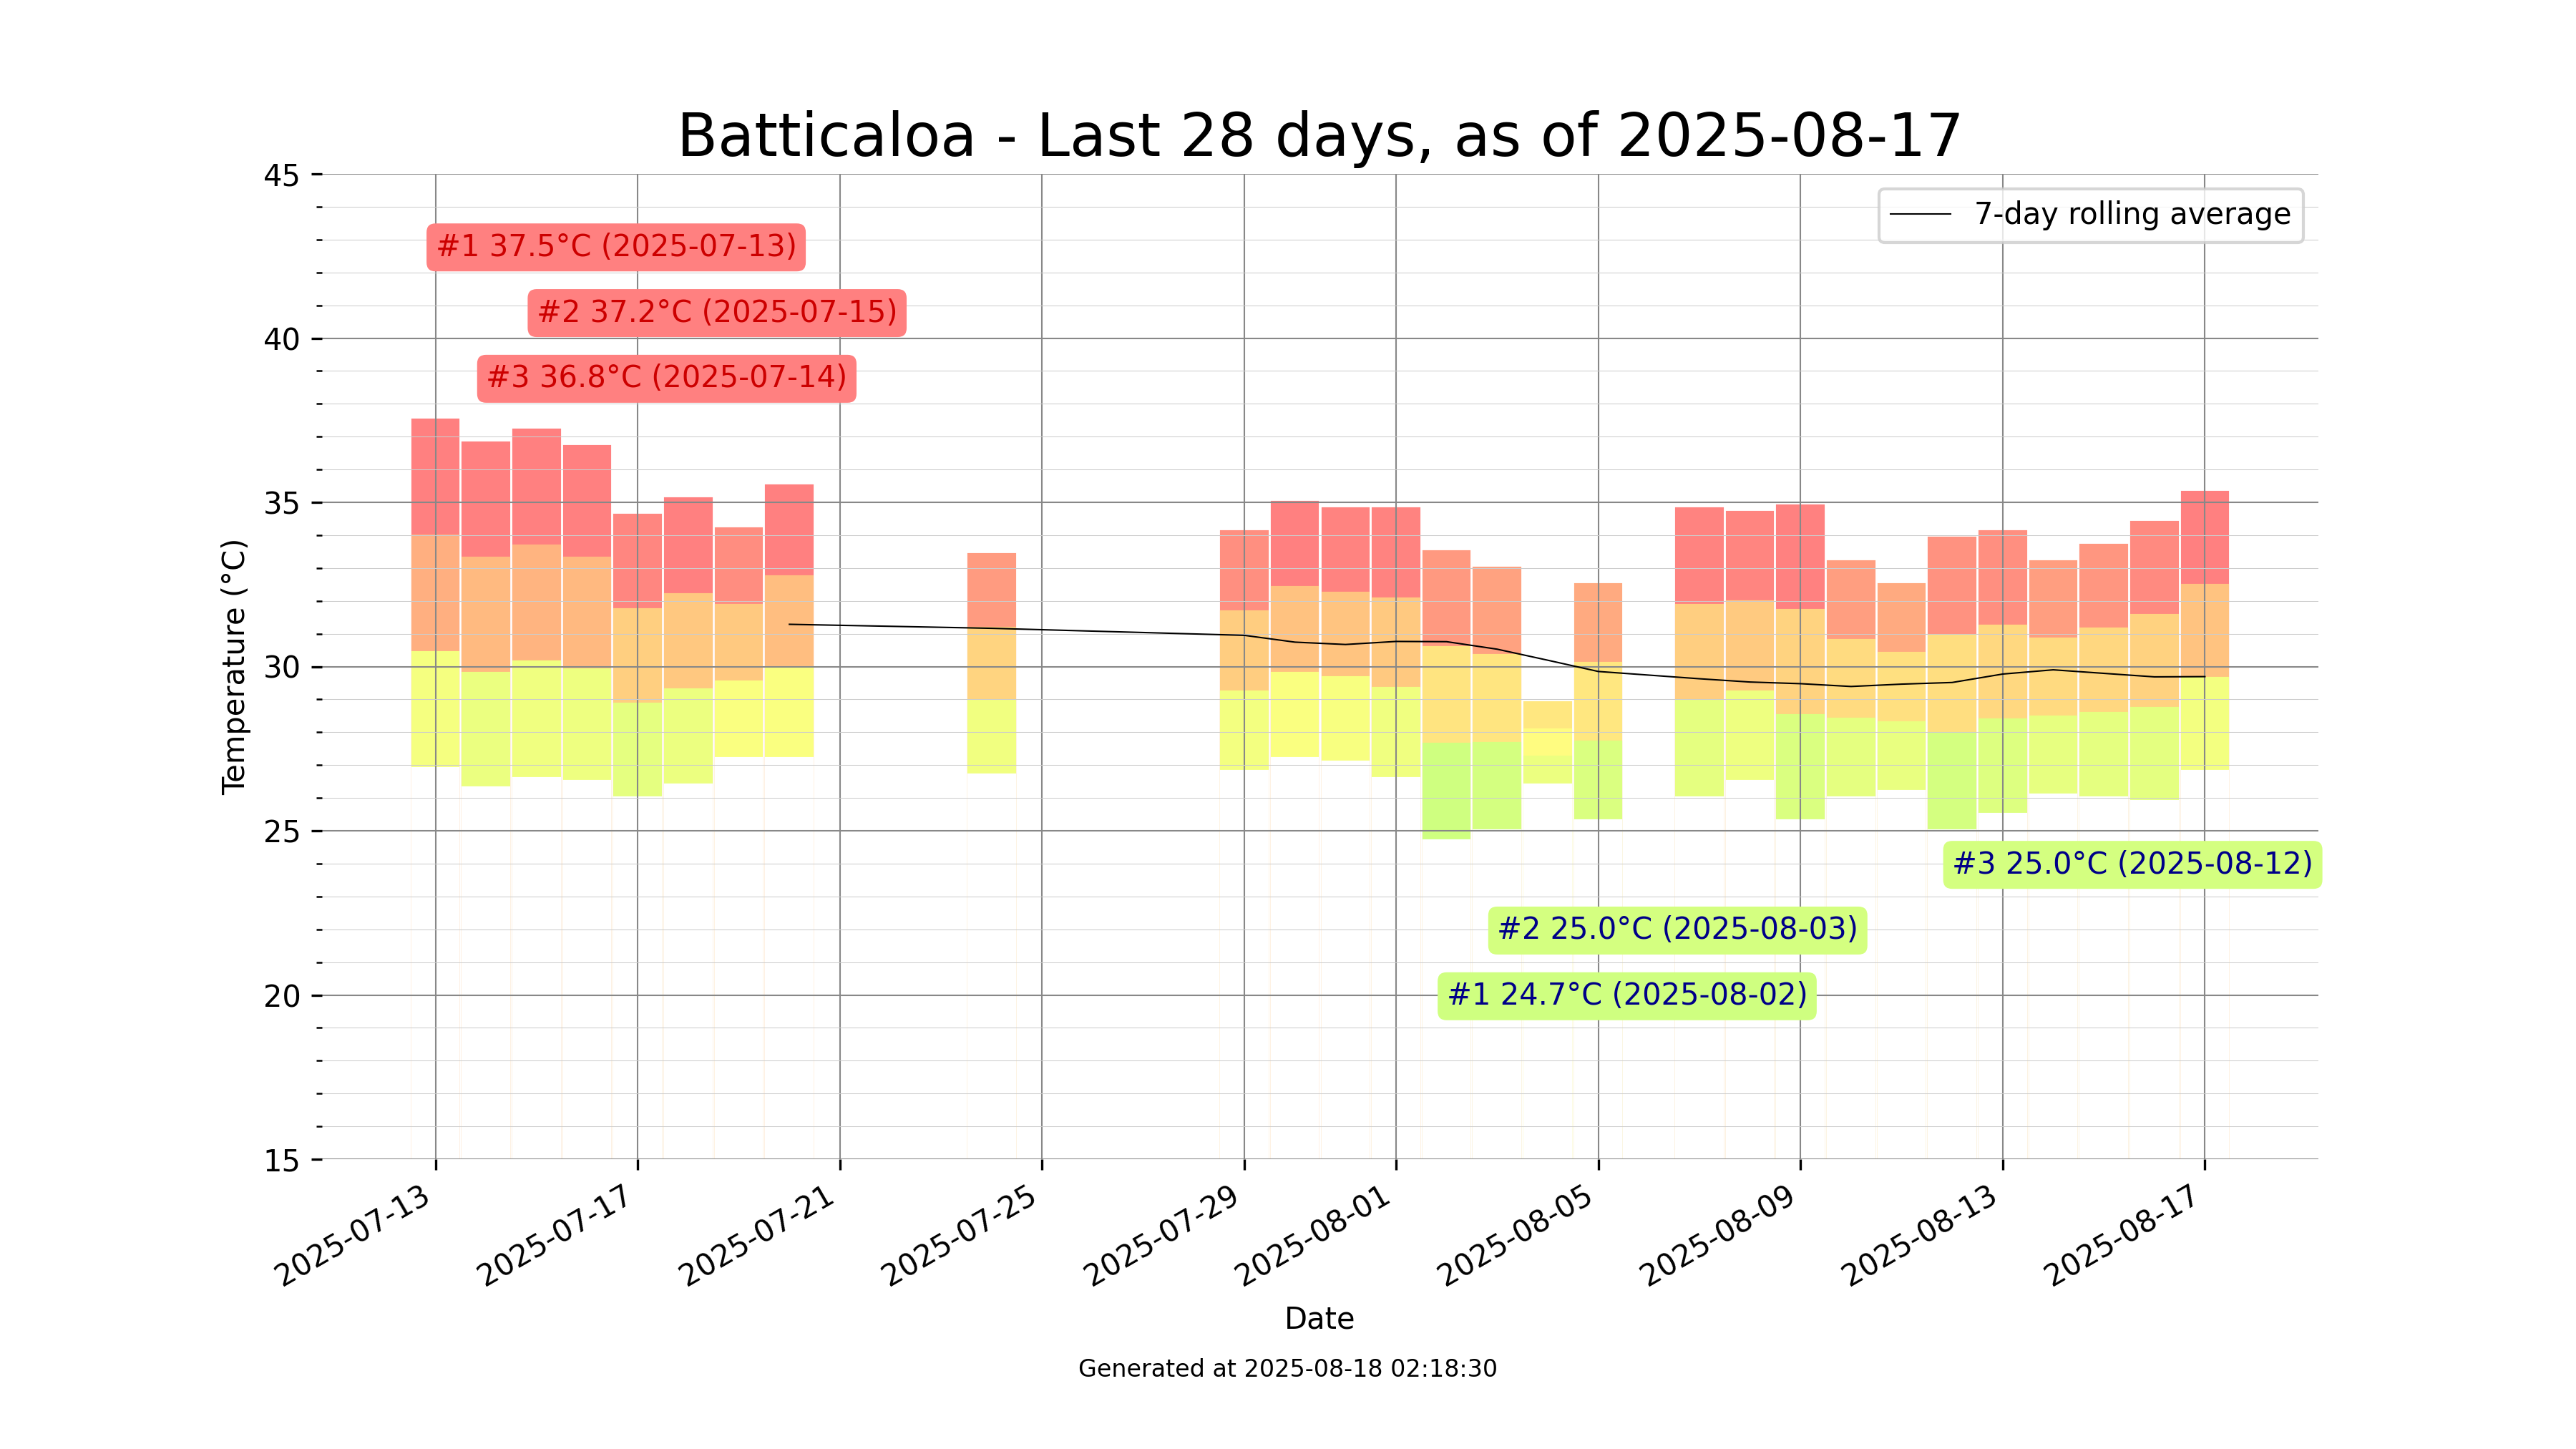 Batticaloa - Last 28 days, as of 2025-08-17
7-day rolling average
#1 37.5°C (2025-07-13)
#2 37.2°C (2025-07-15)
#3 36.8°C (2025-07-14)
#3 25.0°C (2025-08-12)
#2 25.0°C (2025-08-03)
#1 24.7°C (2025-08-02)
Temperature (°C)
45
40
35
30
25
20
15
2025-07-13
2025-07-17
2025-07-21
2025-07-25
2025-07-29
2025-08-01
2025-08-05
2025-08-09
2025-08-13
2025-08-17
Date
Generated at 2025-08-18 02:18:30